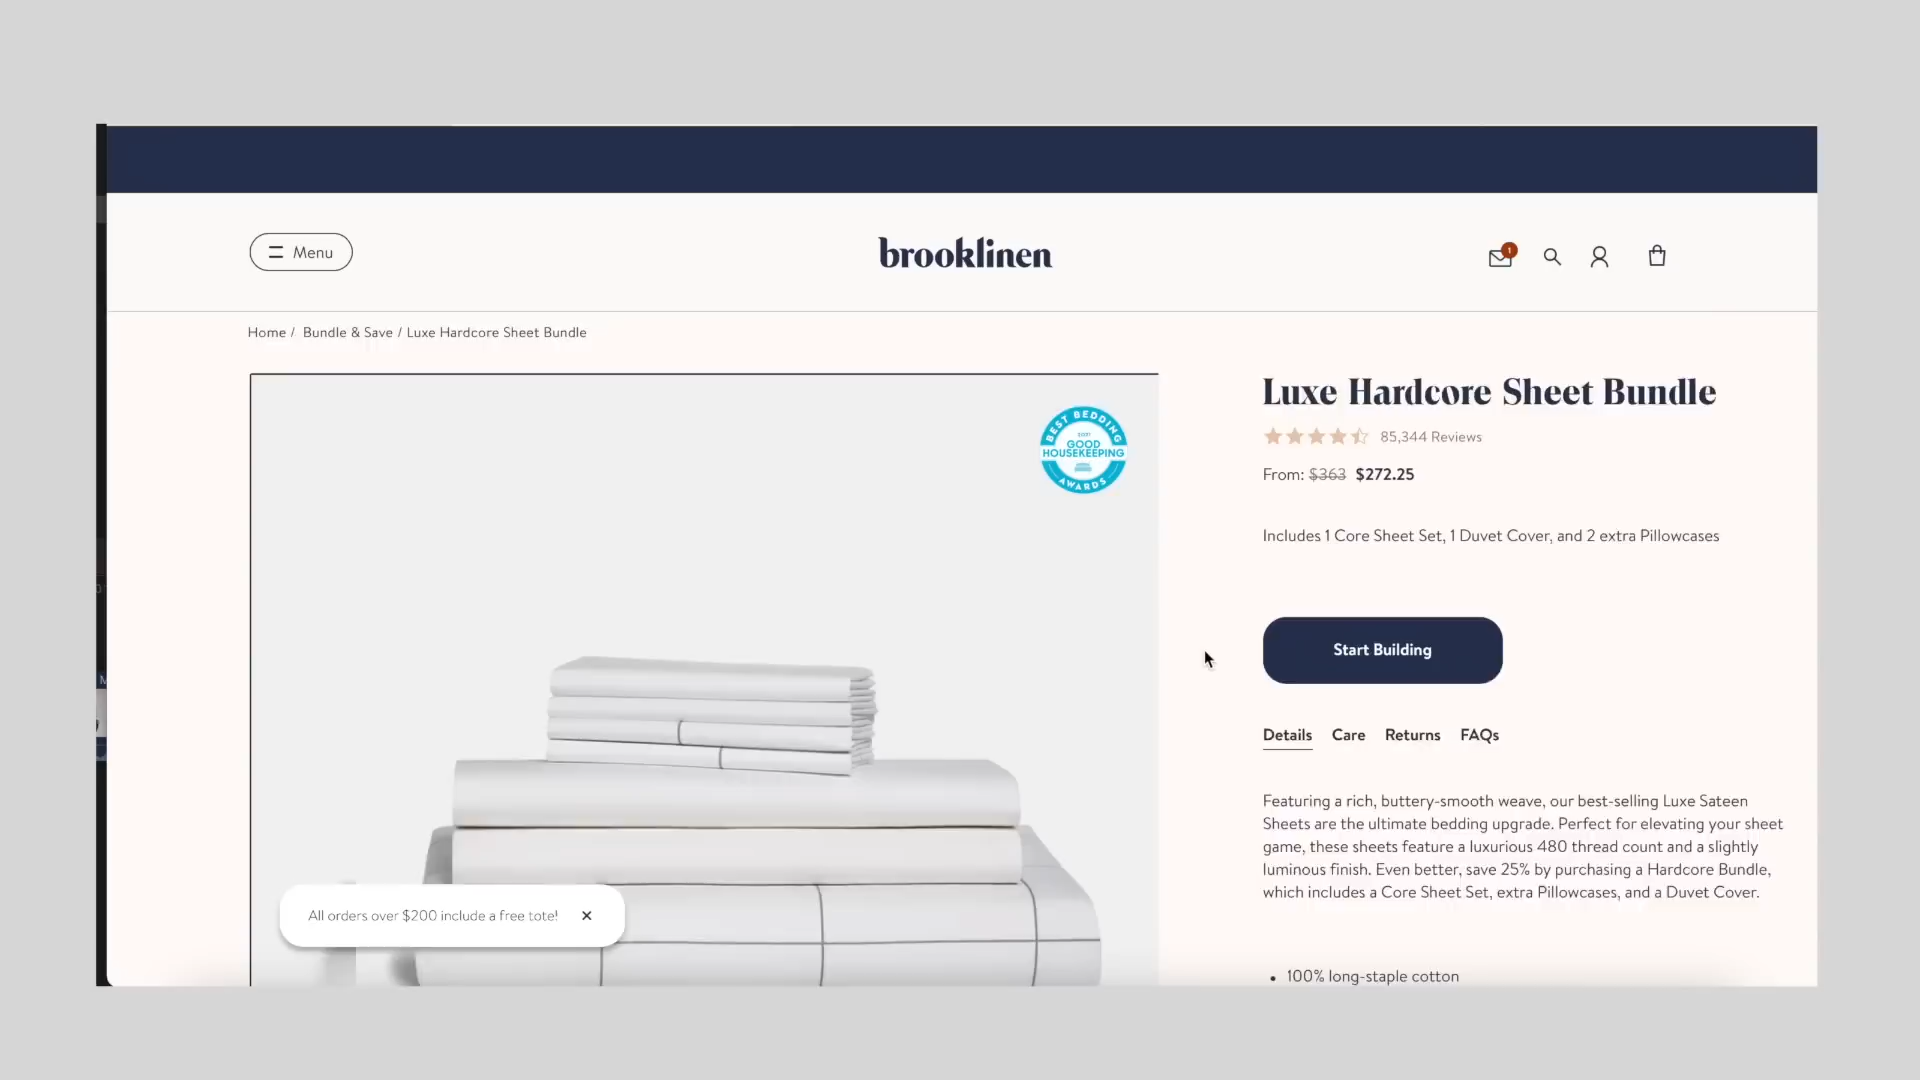 Menu
brooklinen
1
Home / Bundle & Save / Luxe Hardcore Sheet Bundle
BEST BEDDING
GOOD
HOUSEKEEPING
AWARDS
Luxe Hardcore Sheet Bundle
85,344 Reviews
From: $363 $272.25
Includes 1 Core Sheet Set, 1 Duvet Cover, and 2 extra Pillowcases
Start Building
Details Care Returns FAQs
Featuring a rich, buttery-smooth weave, our best-selling Luxe Sateen
Sheets are the ultimate bedding upgrade. Perfect for elevating your sheet
game, these sheets feature a luxurious 480 thread count and a slightly
luminous finish. Even better, save 25% by purchasing a Hardcore Bundle,
which includes a Core Sheet Set, extra Pillowcases, and a Duvet Cover.
All orders over $200 include a free tote!
• 100% long-staple cotton